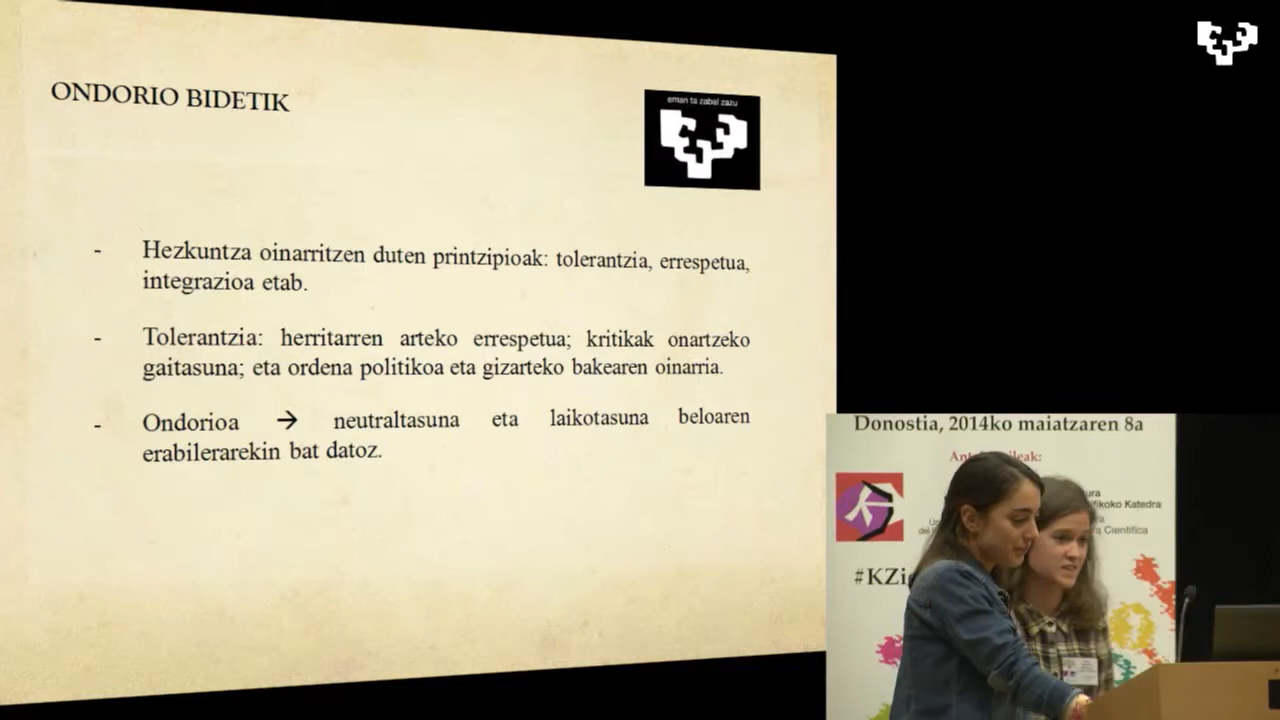 ONDORIO BIDETIK
eman ta zabal zazu
- Hezkuntza oinarritzen duten printzipioak: tolerantzia, errespetua,
integrazioa etab.
- Tolerantzia: herritarren arteko errespetua; kritikak onartzeko
gaitasuna; eta ordena politikoa eta gizarteko bakearen oinarria.
- Ondorioa → neutraltasuna eta laikotasuna beloaren
erabilerarekin bat datoz.
Donostia, 2014ko maiatzaren 8a
Katedra
Científica